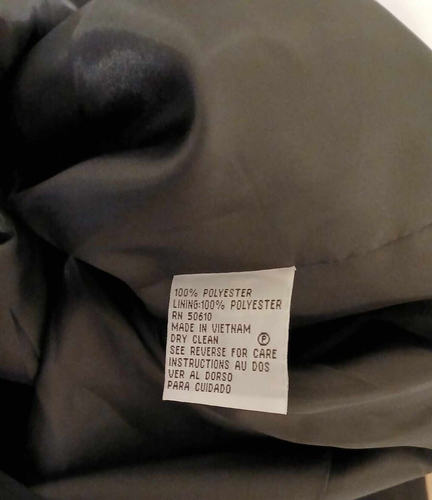 100% POLYESTER
LINING:100% POLYESTER
RN 50610
MADE IN VIETNAM
DRY CLEAN Ⓟ
SEE REVERSE FOR CARE
INSTRUCTIONS AU DOS
VER AL DORSO
PARA CUIDADO